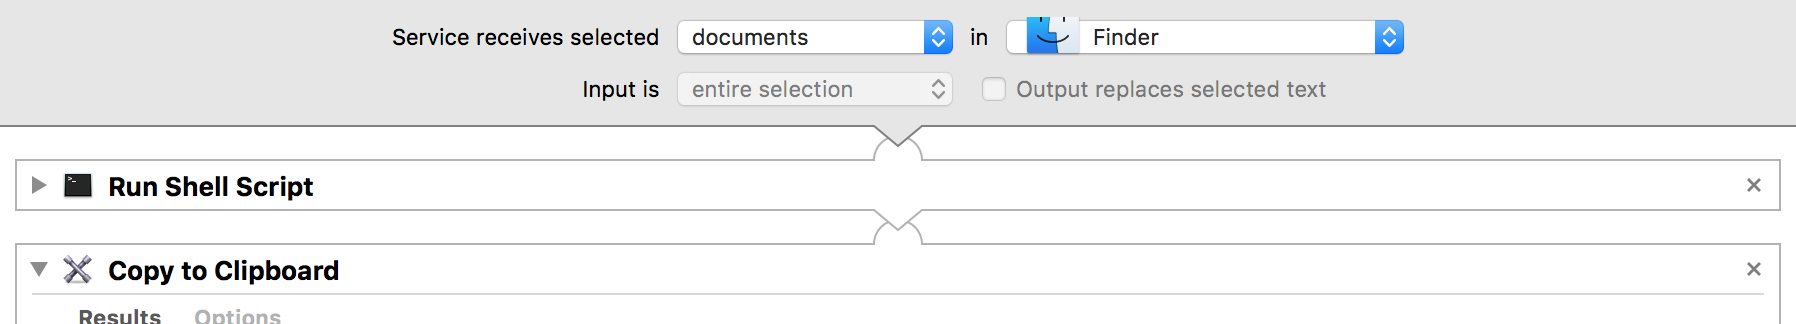 Service receives selected documents in Finder
Input is entire selection Output replaces selected text
Run Shell Script
Copy to Clipboard
Results Options